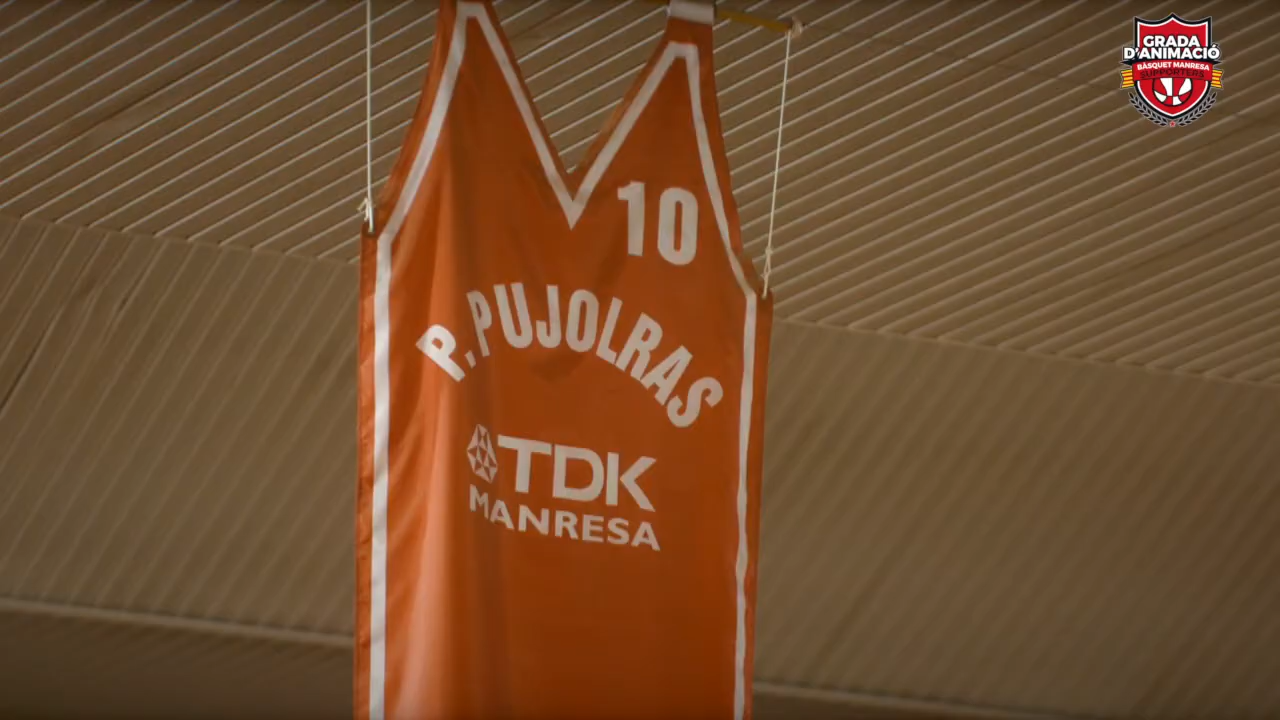 GRADA
D'ANIMACIÓ
BÀSQUET MANRESA
SUPPORTERS
10
P. PUJOLRAS
TDK
MANRESA